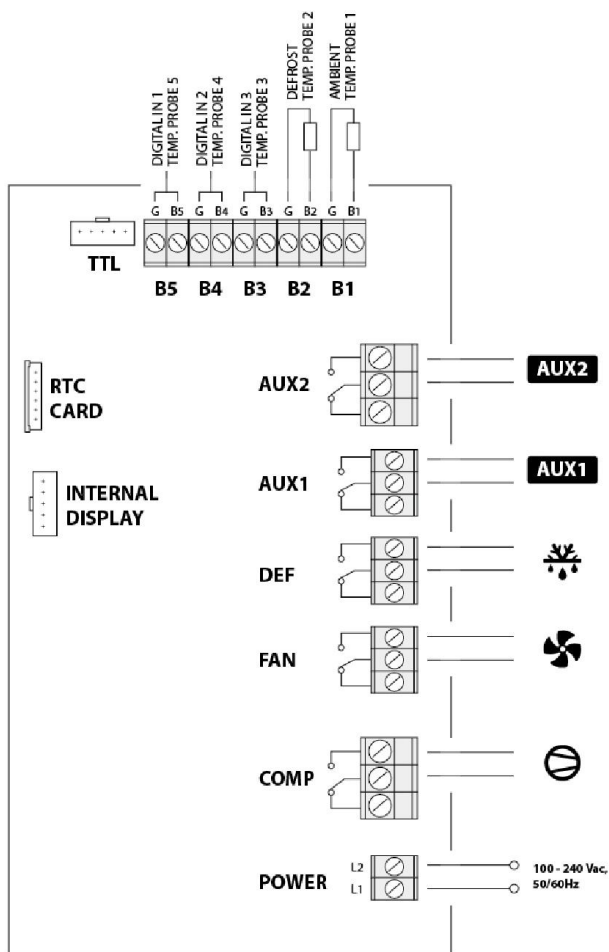 DIGITAL IN 1
TEMP. PROBE 5
DIGITAL IN 2
TEMP. PROBE 4
DIGITAL IN 3
TEMP. PROBE 3
DEFROST
TEMP. PROBE 2
AMBIENT
TEMP. PROBE 1
G B5 G B4 G B3 G B2 G B1
TTL
B5 B4 B3 B2 B1
AUX2
AUX2
RTC
CARD
AUX1
AUX1
INTERNAL
DISPLAY
DEF
FAN
COMP
POWER
L2
L1
100 - 240 Vac,
50/60Hz